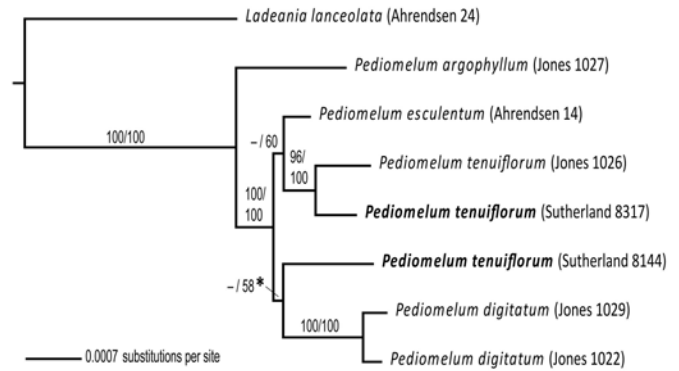 Ladeania lanceolata (Ahrendsen 24)
Pediomelum argophyllum (Jones 1027)
Pediomelum esculentum (Ahrendsen 14)
– / 60
100/100
96/
100
Pediomelum tenuiflorum (Jones 1026)
100/
100
Pediomelum tenuiflorum (Sutherland 8317)
Pediomelum tenuiflorum (Sutherland 8144)
– / 58*
Pediomelum digitatum (Jones 1029)
100/100
0.0007 substitutions per site
Pediomelum digitatum (Jones 1022)